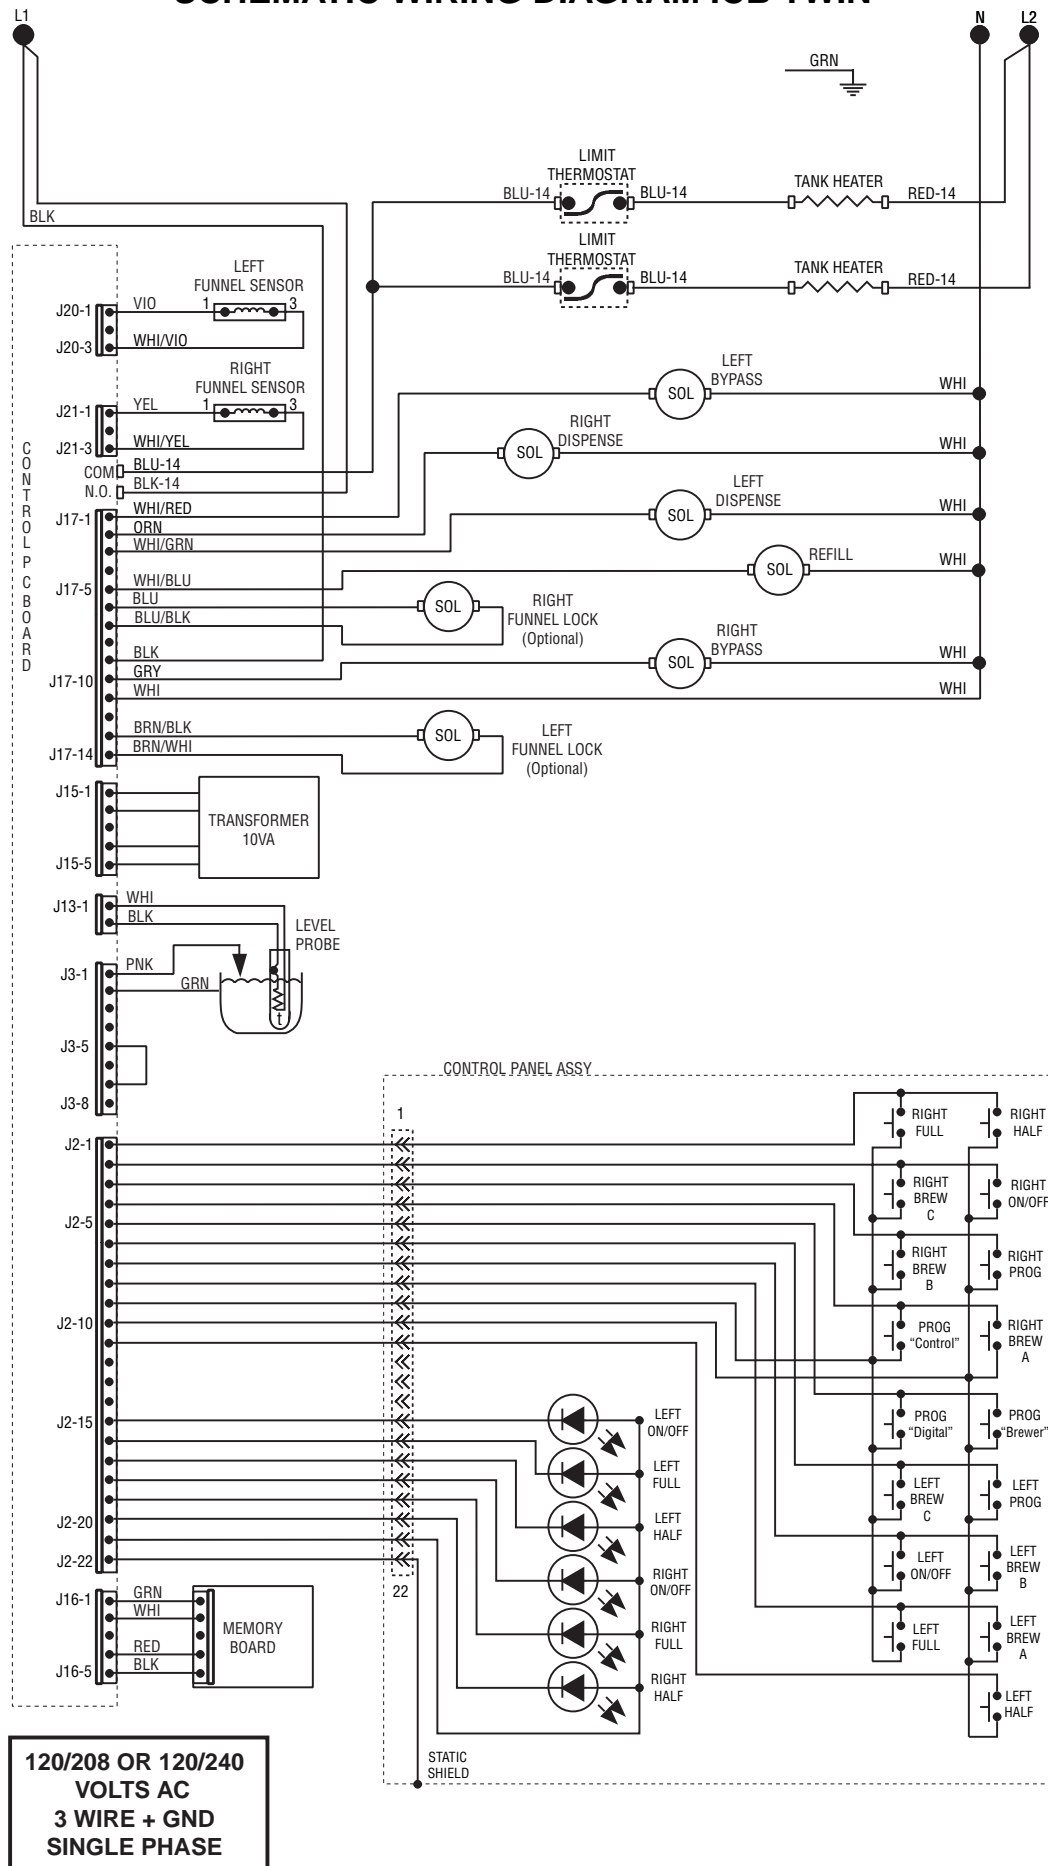 SCHEMATIC WIRING DIAGRAM ICB TWIN
L1
N
L2
GRN
LIMIT
THERMOSTAT
BLU-14
BLU-14
TANK HEATER
RED-14
BLK
LIMIT
THERMOSTAT
BLU-14
BLU-14
TANK HEATER
RED-14
LEFT
FUNNEL SENSOR
J20-1
VIO
1
3
J20-3
WHI/VIO
RIGHT
FUNNEL SENSOR
J21-1
YEL
1
3
J21-3
WHI/YEL
CONTROL PC BOARD
COM
BLU-14
N.O.
BLK-14
LEFT
BYPASS
SOL
WHI
RIGHT
DISPENSE
SOL
WHI
LEFT
DISPENSE
SOL
WHI
REFILL
SOL
WHI
J17-1
WHI/RED
ORN
WHI/GRN
J17-5
WHI/BLU
BLU
BLU/BLK
SOL
RIGHT
FUNNEL LOCK
(Optional)
RIGHT
BYPASS
SOL
WHI
BLK
GRY
J17-10
WHI
WHI
BRN/BLK
J17-14
BRN/WHI
SOL
LEFT
FUNNEL LOCK
(Optional)
J15-1
J15-5
TRANSFORMER
10VA
J13-1
WHI
BLK
LEVEL
PROBE
J3-1
PNK
GRN
t
J3-5
J3-8
CONTROL PANEL ASSY
1
J2-1
J2-5
J2-10
J2-15
J2-20
J2-22
22
RIGHT
FULL
RIGHT
HALF
RIGHT
BREW
C
RIGHT
ON/OFF
RIGHT
BREW
B
RIGHT
PROG
PROG
“Control”
RIGHT
BREW
A
PROG
“Digital”
PROG
“Brewer”
LEFT
BREW
C
LEFT
PROG
LEFT
ON/OFF
LEFT
BREW
B
LEFT
FULL
LEFT
BREW
A
LEFT
HALF
LEFT
ON/OFF
LEFT
FULL
LEFT
HALF
RIGHT
ON/OFF
RIGHT
FULL
RIGHT
HALF
J16-1
GRN
WHI
RED
J16-5
BLK
MEMORY
BOARD
STATIC
SHIELD
120/208 OR 120/240
VOLTS AC
3 WIRE + GND
SINGLE PHASE